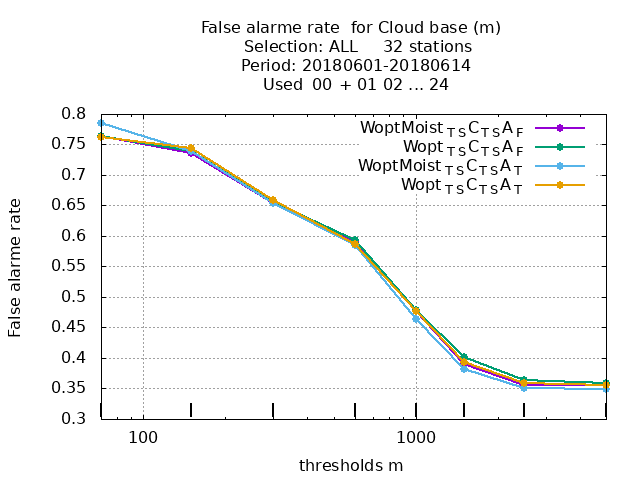 False alarme rate  for Cloud base (m)
Selection: ALL     32 stations
Period: 20180601-20180614
Used  00 + 01 02 ... 24
0.8
0.75
0.7
0.65
0.6
0.55
0.5
0.45
0.4
0.35
0.3
False alarme rate
WoptMoist TS C TS A F
Wopt TS C TS A F
WoptMoist TS C TS A T
Wopt TS C TS A T
100 1000
thresholds m